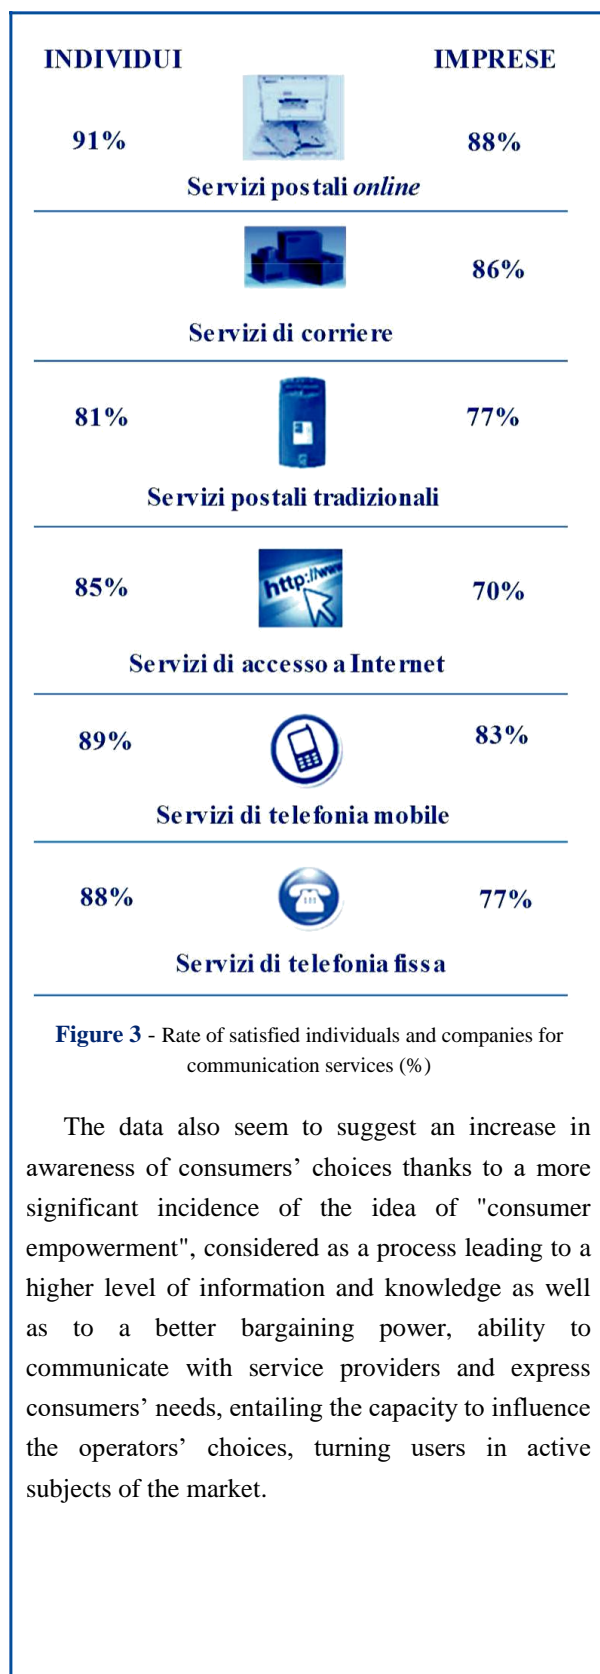 INDIVIDUI IMPRESE
91% 88%
Servizi postali online
86%
Servizi di corriere
81% 77%
Servizi postali tradizionali
http://www
85% 70%
Servizi di accesso a Internet
89% 83%
Servizi di telefonia mobile
88% 77%
Servizi di telefonia fissa
Figure 3 - Rate of satisfied individuals and companies for
communication services (%)
The data also seem to suggest an increase in
awareness of consumers’ choices thanks to a more
significant incidence of the idea of "consumer
empowerment", considered as a process leading to a
higher level of information and knowledge as well
as to a better bargaining power, ability to
communicate with service providers and express
consumers’ needs, entailing the capacity to influence
the operators’ choices, turning users in active
subjects of the market.